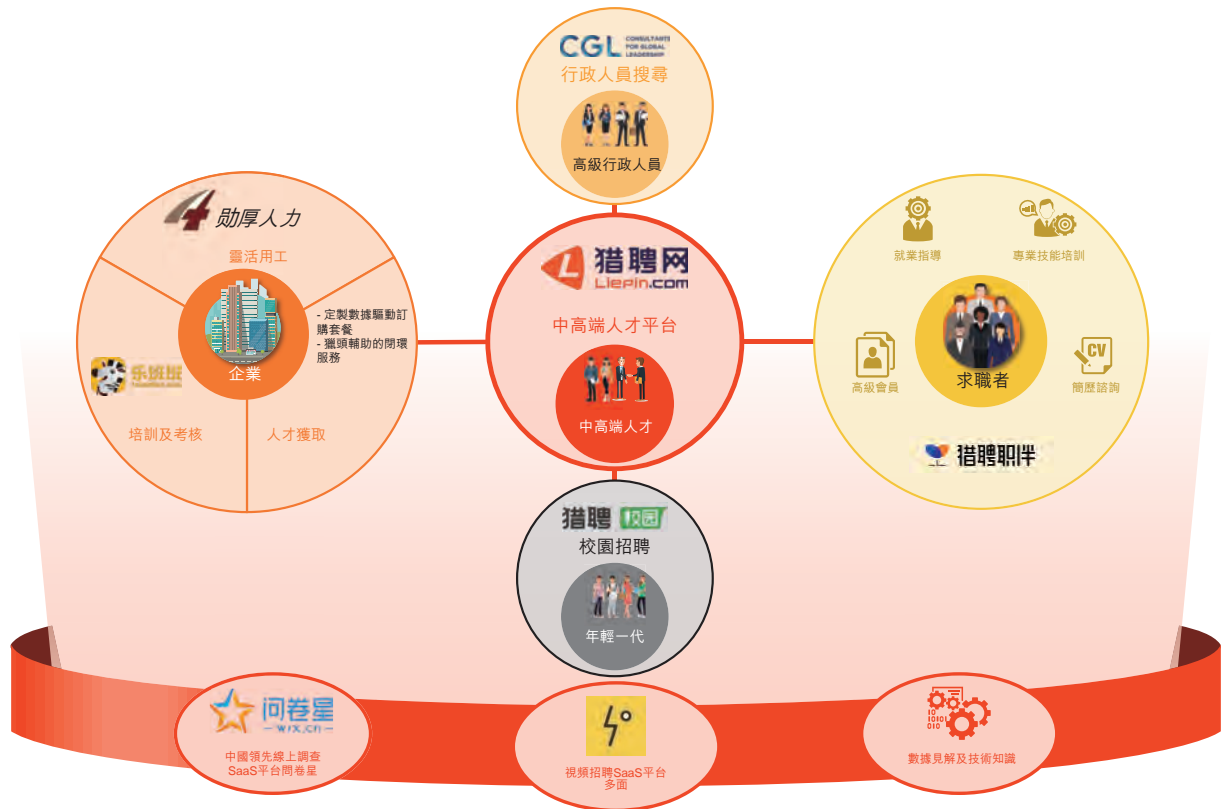 CGL CONSULTANTS
FOR GLOBAL
LEADERSHIP
行政人員搜尋
高級行政人員
勛厚人力
靈活用工
企業
- 定製數據驅動訂
購套餐
- 獵頭輔助的閉環
服務
乐班班
培訓及考核
人才獲取
猎聘网
Liepin.com
中高端人才平台
中高端人才
就業指導
專業技能培訓
高級會員
求職者
CV
簡歷諮詢
猎聘职伴
猎聘 校园
校園招聘
年輕一代
问卷星
WJX.CN
中國領先線上調查
SaaS平台問卷星
視頻招聘SaaS平台
多面
10
10101
010
數據見解及技術知識